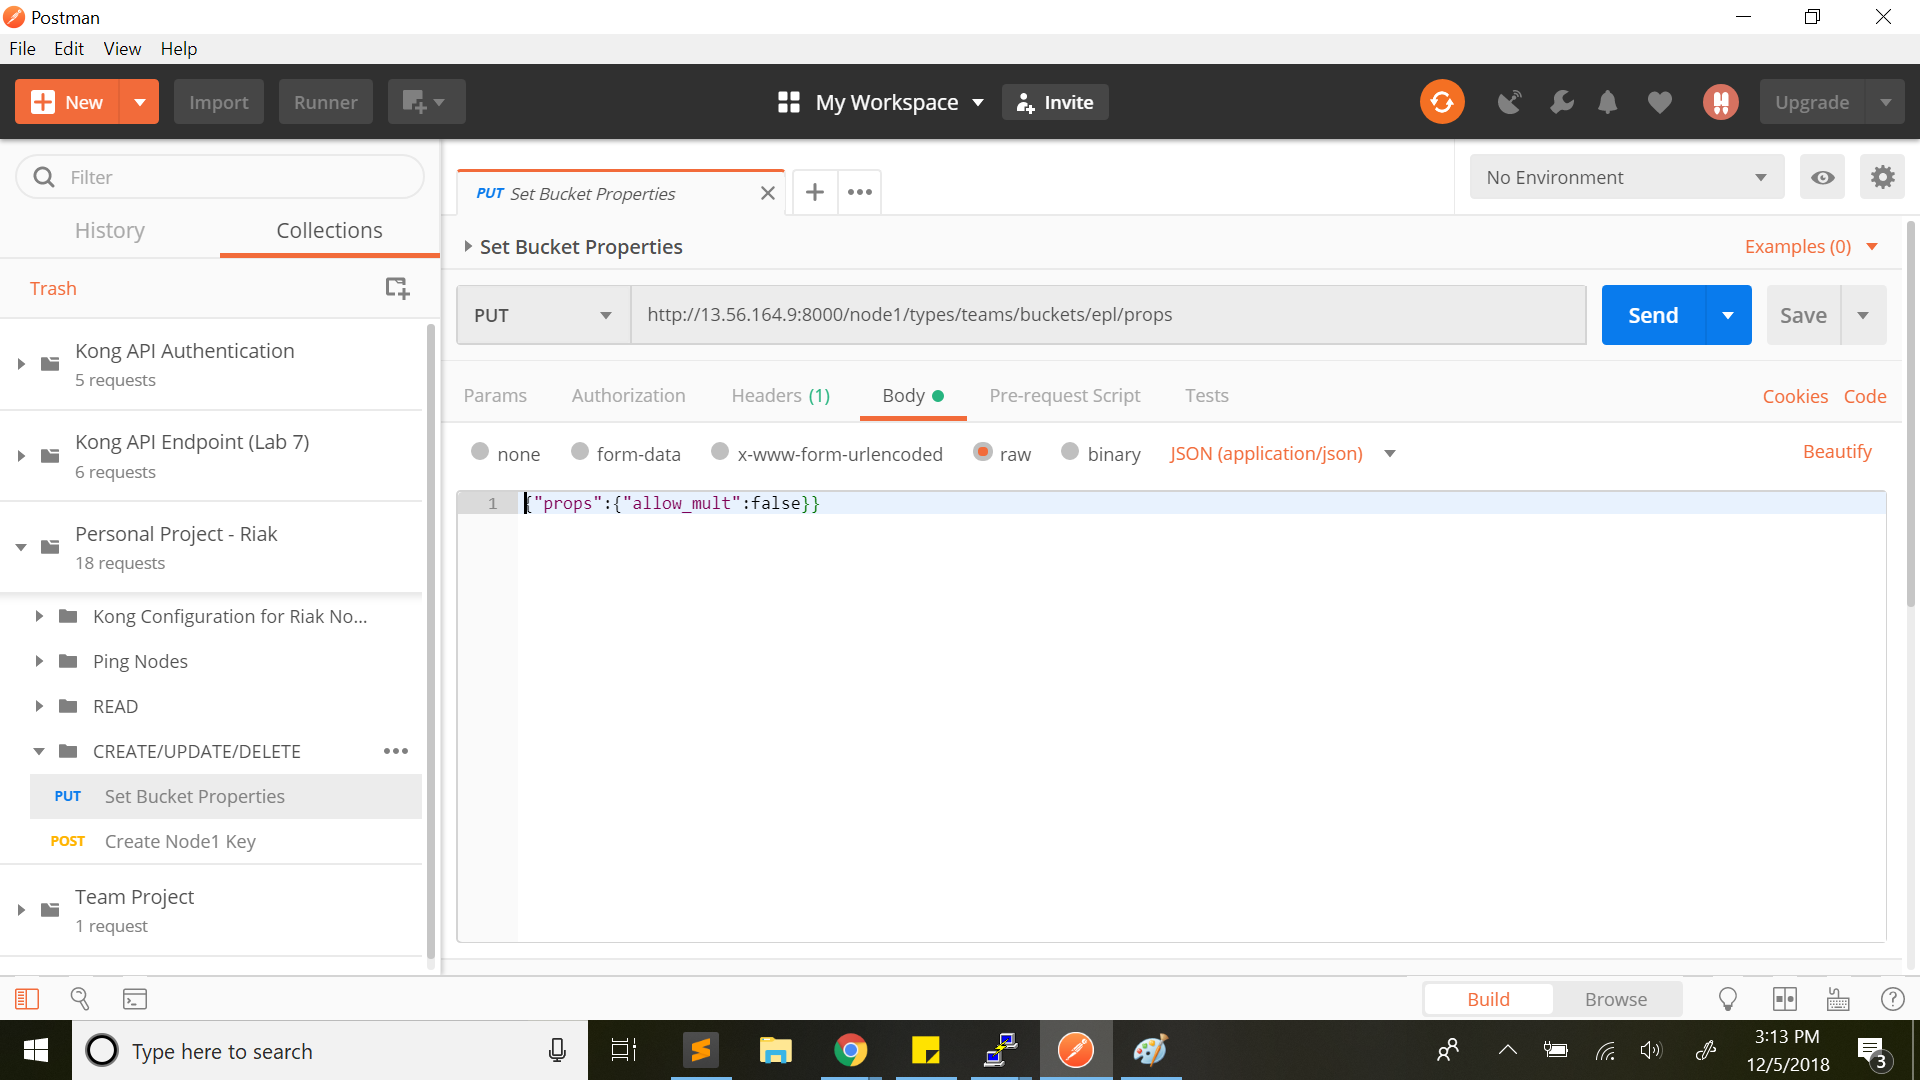 Postman
File Edit View Help
New Import Runner My Workspace Invite Upgrade
Filter
History Collections
Trash
Kong API Authentication
5 requests
Kong API Endpoint (Lab 7)
6 requests
Personal Project - Riak
18 requests
Kong Configuration for Riak No...
Ping Nodes
READ
CREATE/UPDATE/DELETE
PUT Set Bucket Properties
POST Create Node1 Key
Team Project
1 request
PUT Set Bucket Properties
No Environment
Set Bucket Properties
Examples (0)
PUT http://13.56.164.9:8000/node1/types/teams/buckets/epl/props Send Save
Params Authorization Headers (1) Body Pre-request Script Tests Cookies Code
none form-data x-www-form-urlencoded raw binary JSON (application/json) Beautify
1 {"props":{"allow_mult":false}}
Build Browse
Type here to search
3:13 PM
12/5/2018
3